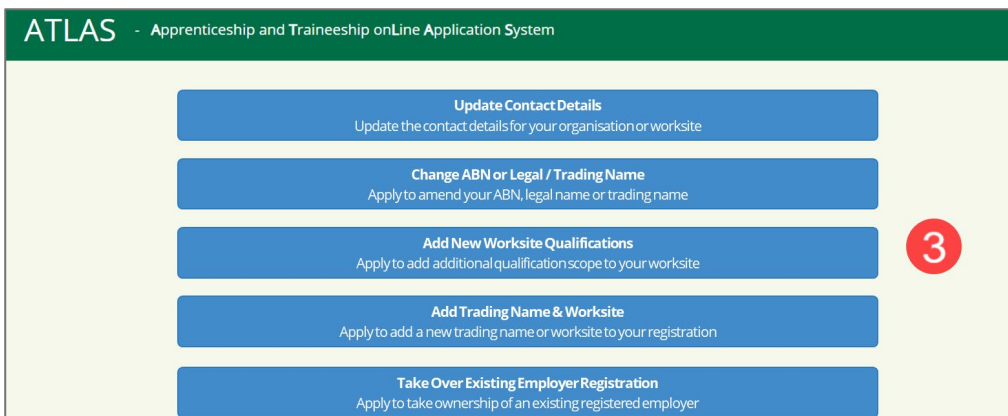 ATLAS - Apprenticeship and Traineeship onLine Application System
Update Contact Details
Update the contact details for your organisation or worksite
Change ABN or Legal / Trading Name
Apply to amend your ABN, legal name or trading name
Add New Worksite Qualifications
Apply to add additional qualification scope to your worksite
3
Add Trading Name & Worksite
Apply to add a new trading name or worksite to your registration
Take Over Existing Employer Registration
Apply to take ownership of an existing registered employer